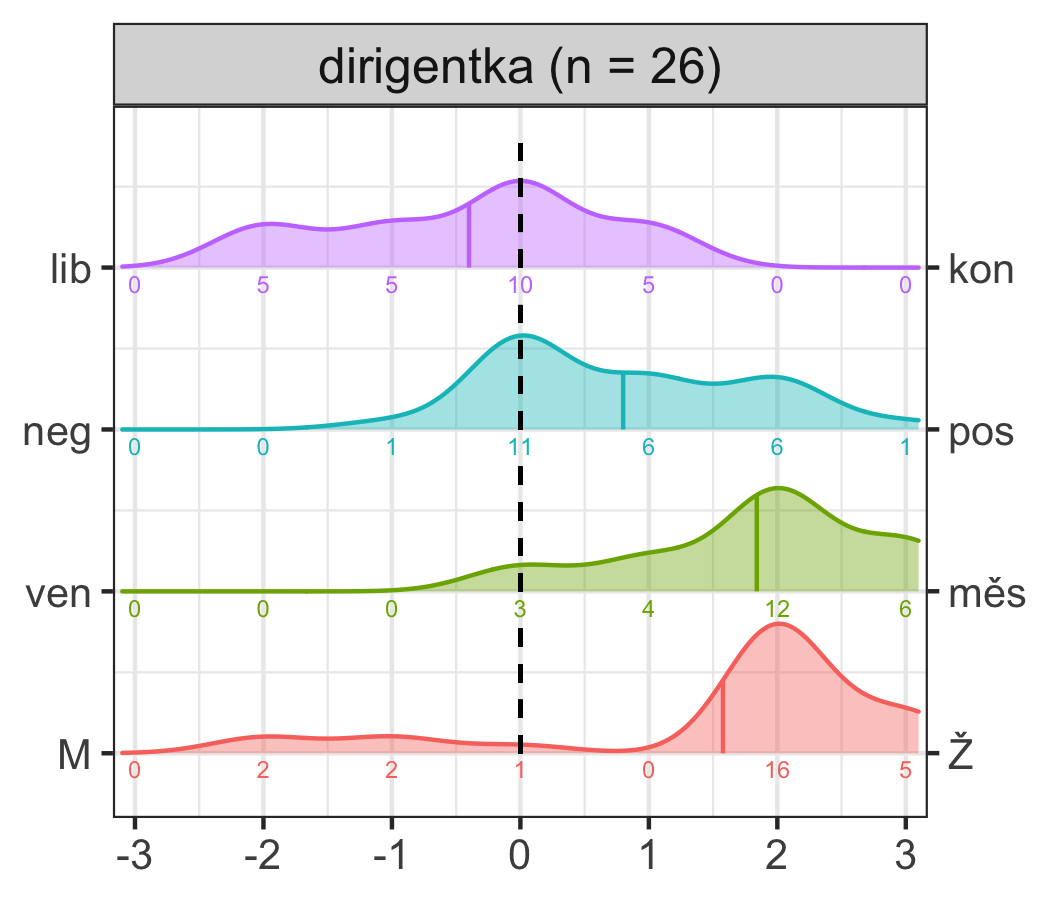 dirigentka (n = 26)
lib kon
0 5 5 10 5 0 0
neg pos
0 0 1 11 6 6 1
ven měs
0 0 0 3 4 12 6
M Ž
0 2 2 1 0 16 5
-3 -2 -1 0 1 2 3